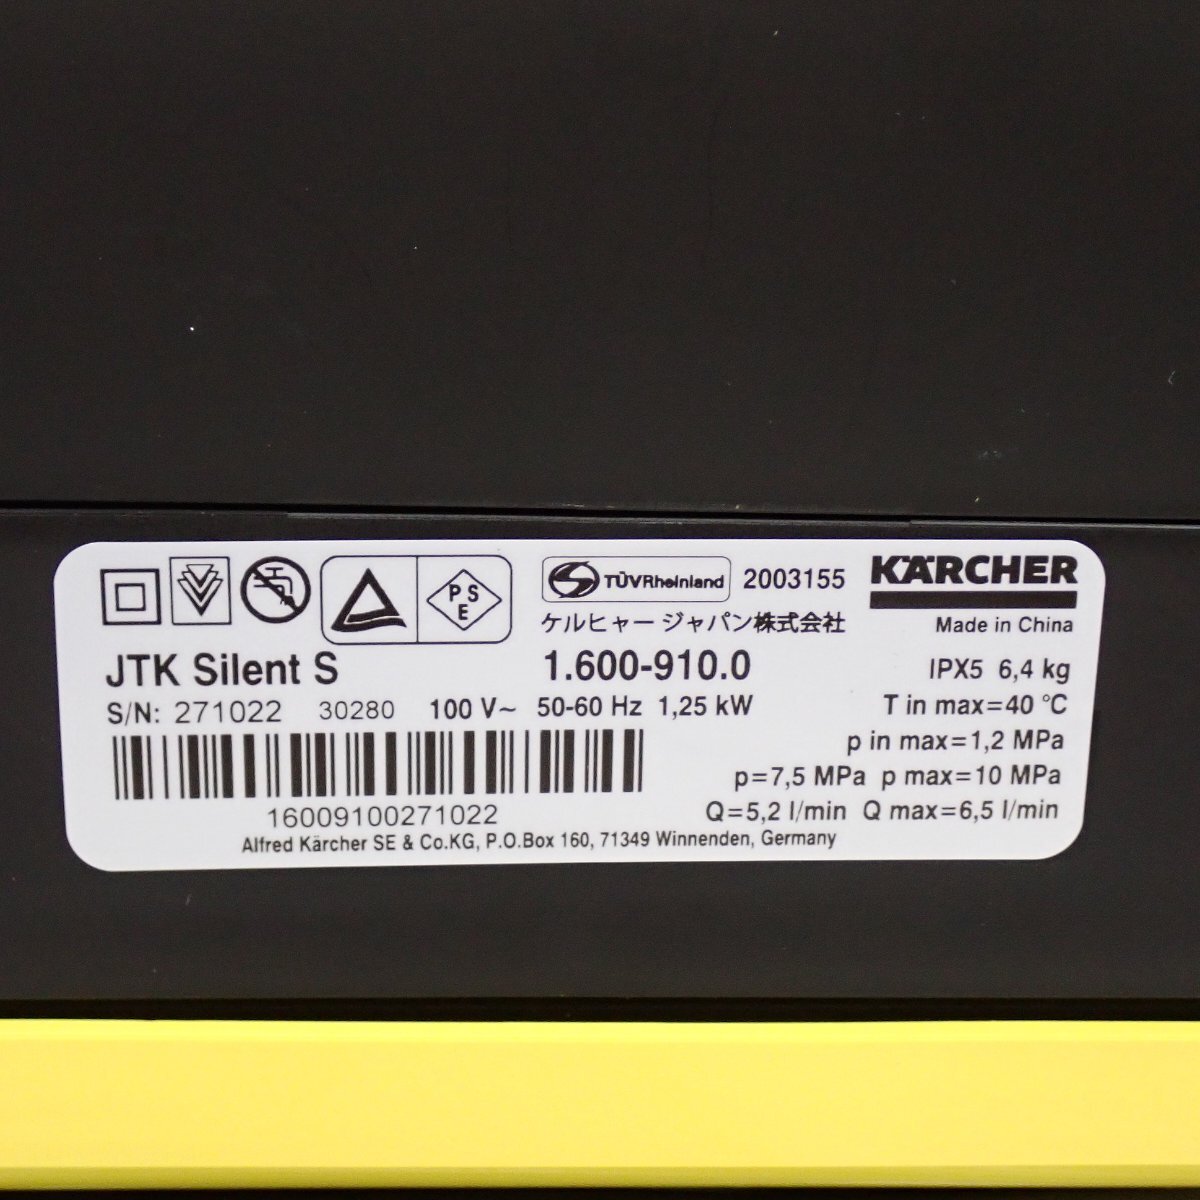 P S E
TÜVRheinland 2003155
KÄRCHER
ケルヒャー ジャパン株式会社
Made in China
JTK Silent S 1.600-910.0 IPX5 6,4 kg
S/N: 271022 30280 100 V~ 50-60 Hz 1,25 kW T in max=40 °C
p in max=1,2 MPa
p=7,5 MPa p max=10 MPa
16009100271022 Q=5,2 l/min Q max=6,5 l/min
Alfred Kärcher SE & Co.KG, P.O.Box 160, 71349 Winnenden, Germany